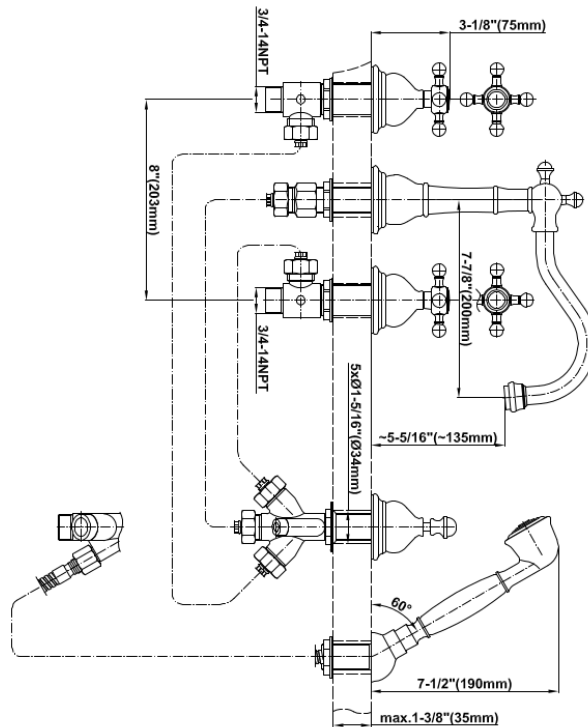 3-1/8"(75mm)
3/4-14NPT
8"(203mm)
7-7/8"(200mm)
3/4-14NPT
5xØ1-5/16"(Ø34mm)
~5-5/16"(~135mm)
60°
7-1/2"(190mm)
max.1-3/8"(35mm)